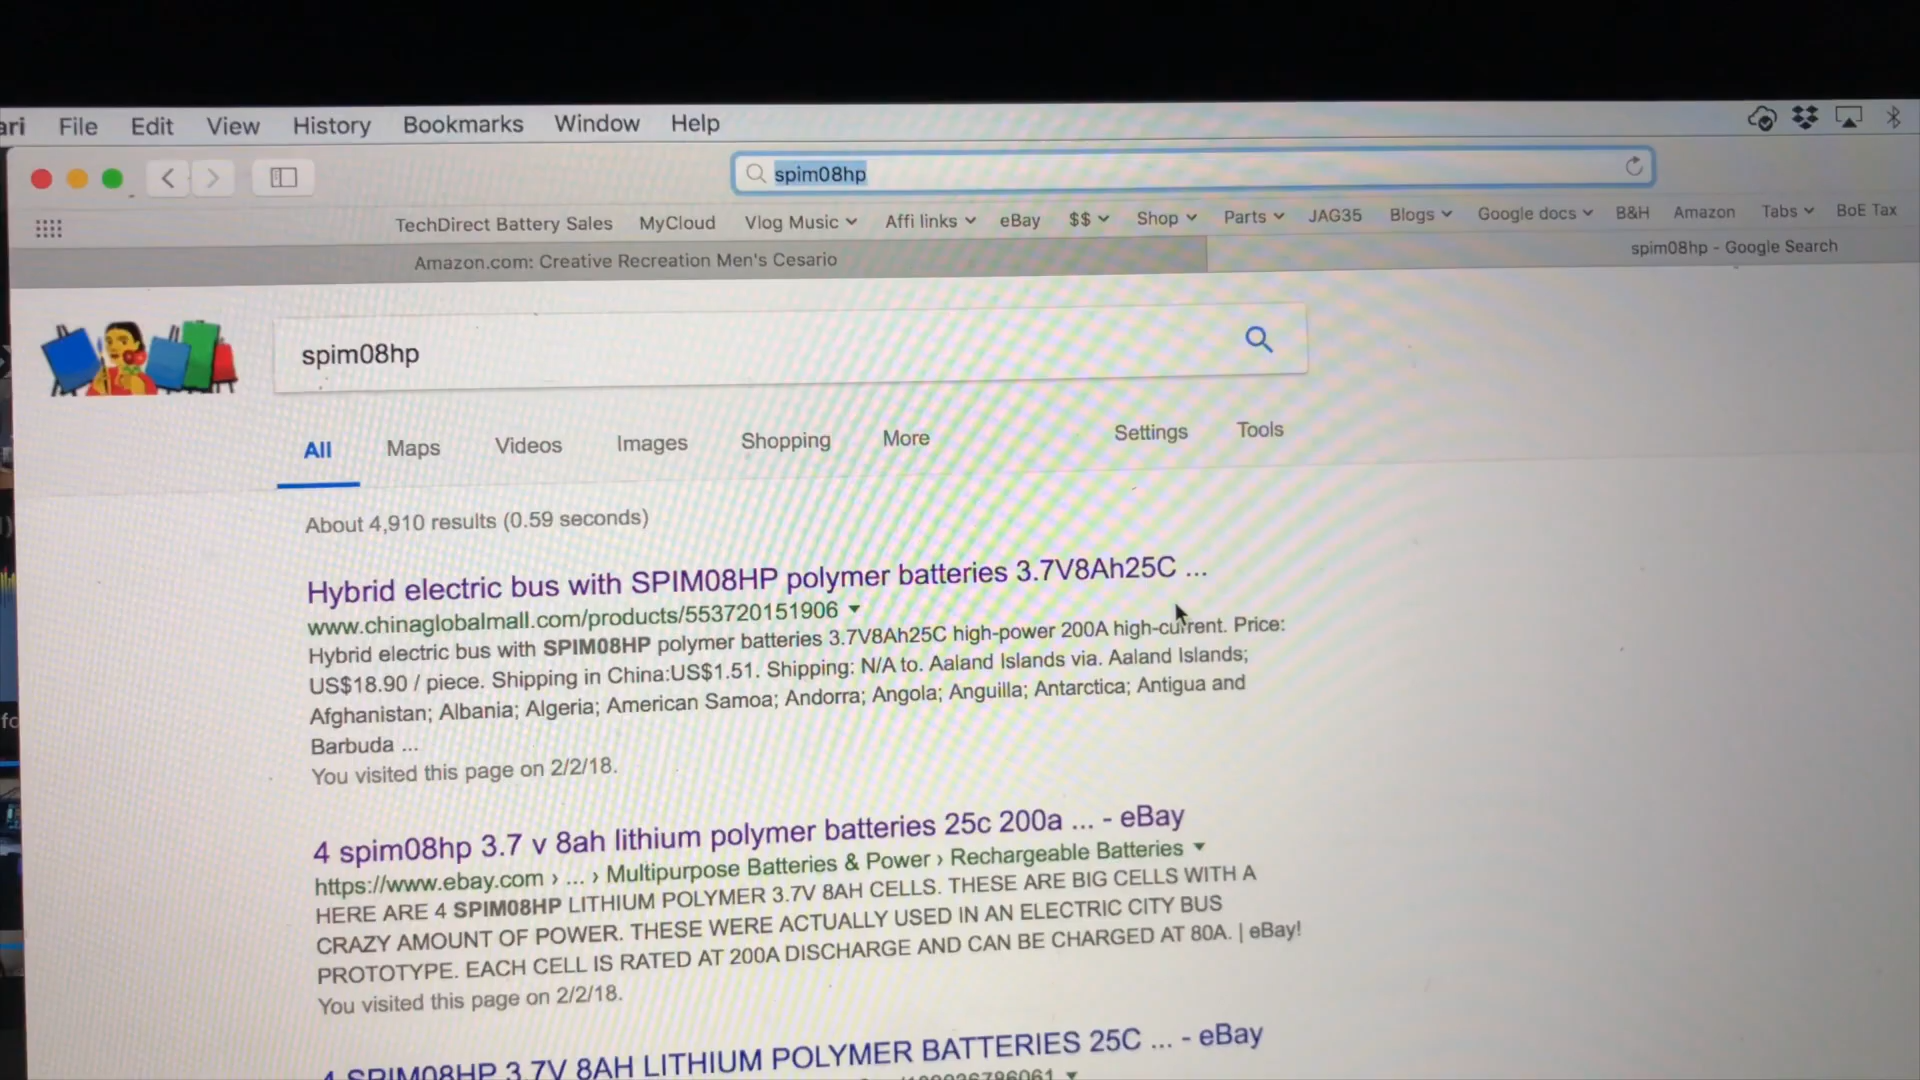 File Edit View History Bookmarks Window Help
spim08hp
TechDirect Battery Sales MyCloud Vlog Music Affi links eBay $$ Shop Parts JAG35 Blogs Google docs B&H Amazon Tabs BoE Tax
Amazon.com: Creative Recreation Men's Cesario spim08hp - Google Search
spim08hp
All Maps Videos Images Shopping More Settings Tools
About 4,910 results (0.59 seconds)
Hybrid electric bus with SPIM08HP polymer batteries 3.7V8Ah25C ...
www.chinaglobalmall.com/products/553720151906
Hybrid electric bus with SPIM08HP polymer batteries 3.7V8Ah25C high-power 200A high-current. Price:
US$18.90 / piece. Shipping in China:US$1.51. Shipping: N/A to. Aaland Islands via. Aaland Islands;
Afghanistan; Albania; Algeria; American Samoa; Andorra; Angola; Anguilla; Antarctica; Antigua and
Barbuda ...
You visited this page on 2/2/18.
4 spim08hp 3.7 v 8ah lithium polymer batteries 25c 200a ... - eBay
https://www.ebay.com › ... › Multipurpose Batteries & Power › Rechargeable Batteries
HERE ARE 4 SPIM08HP LITHIUM POLYMER 3.7V 8AH CELLS. THESE ARE BIG CELLS WITH A
CRAZY AMOUNT OF POWER. THESE WERE ACTUALLY USED IN AN ELECTRIC CITY BUS
PROTOTYPE. EACH CELL IS RATED AT 200A DISCHARGE AND CAN BE CHARGED AT 80A. | eBay!
You visited this page on 2/2/18.
4 SPIM08HP 3.7V 8AH LITHIUM POLYMER BATTERIES 25C ... - eBay